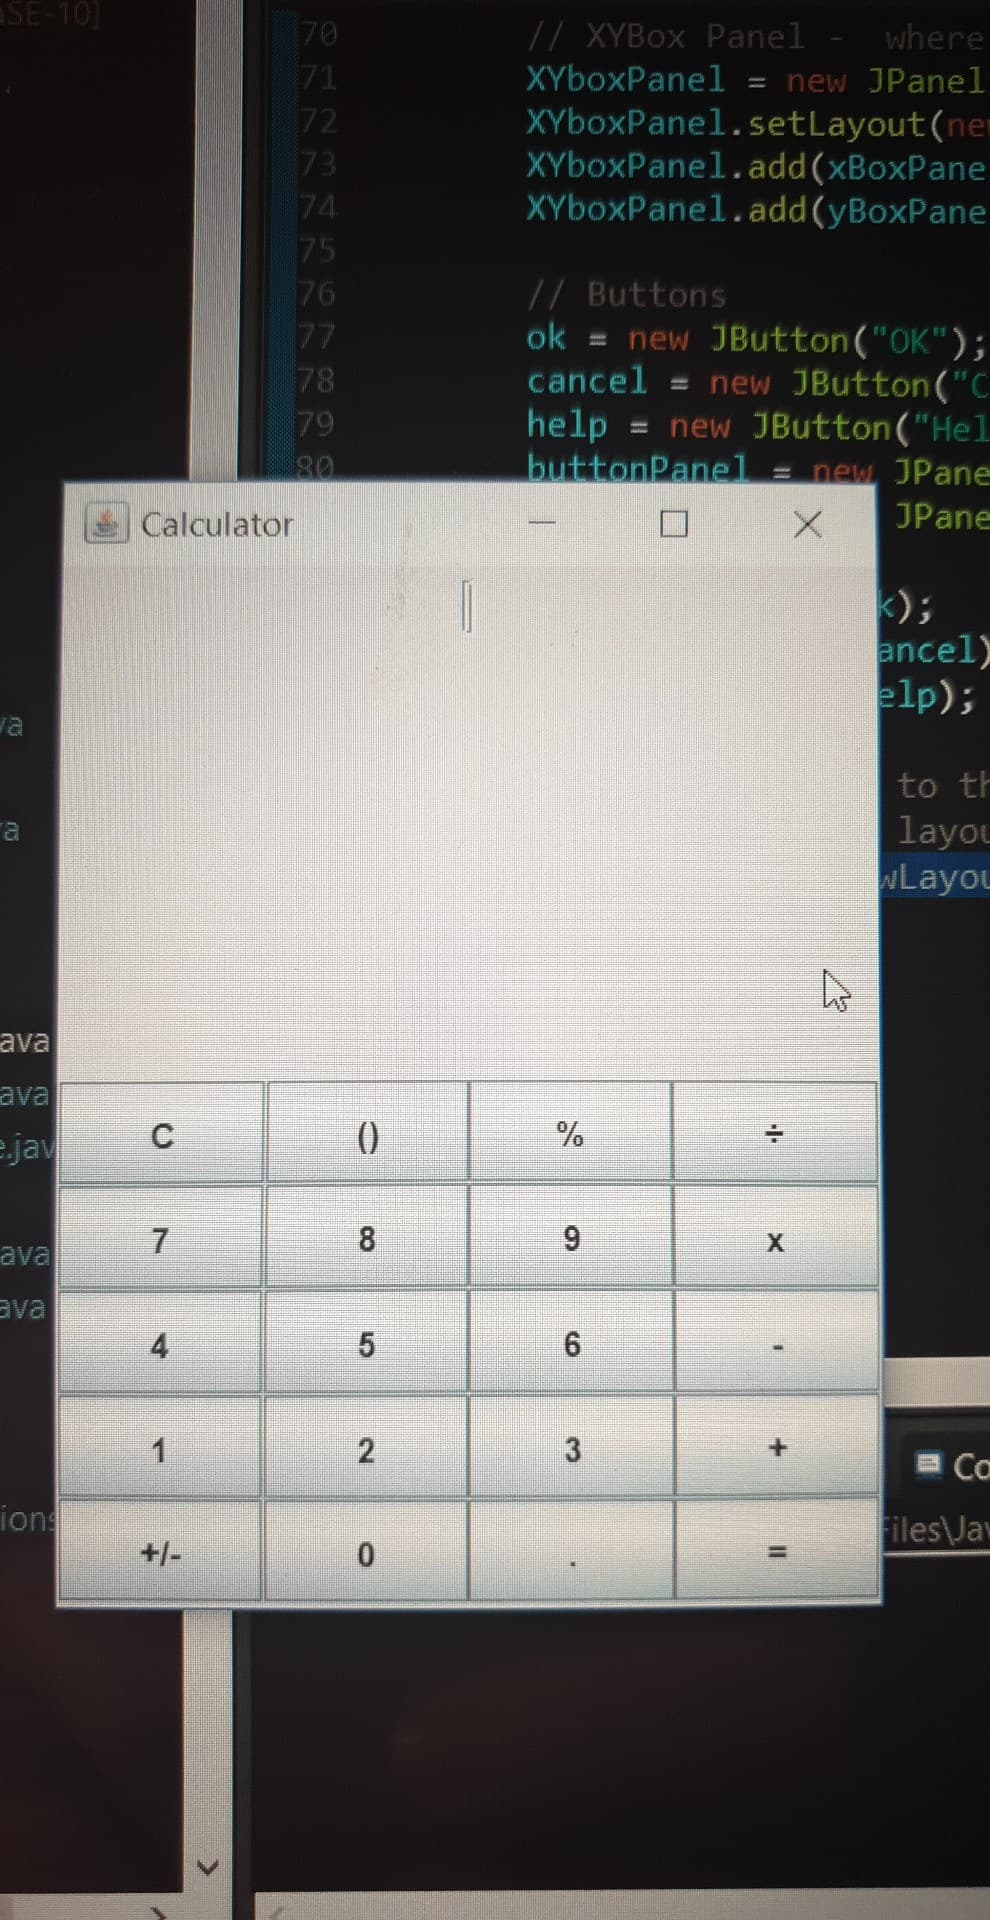 SE-10]
70 // XYBox Panel - where
71 XYboxPanel = new JPanel
72 XYboxPanel.setLayout(ne
73 XYboxPanel.add(xBoxPane
74 XYboxPanel.add(yBoxPane
75
76 // Buttons
77 ok = new JButton("OK");
78 cancel = new JButton("C
79 help = new JButton("Hel
80 buttonPanel = new JPane
Calculator
JPane
k);
ancel)
elp);
va
to th
a
layou
wLayou
ava
ava
C () % ÷
e.jav
7 8 9 X
ava
ava
4 5 6 -
1 2 3 +
Co
ions
Files\Jav
+/- 0 . =